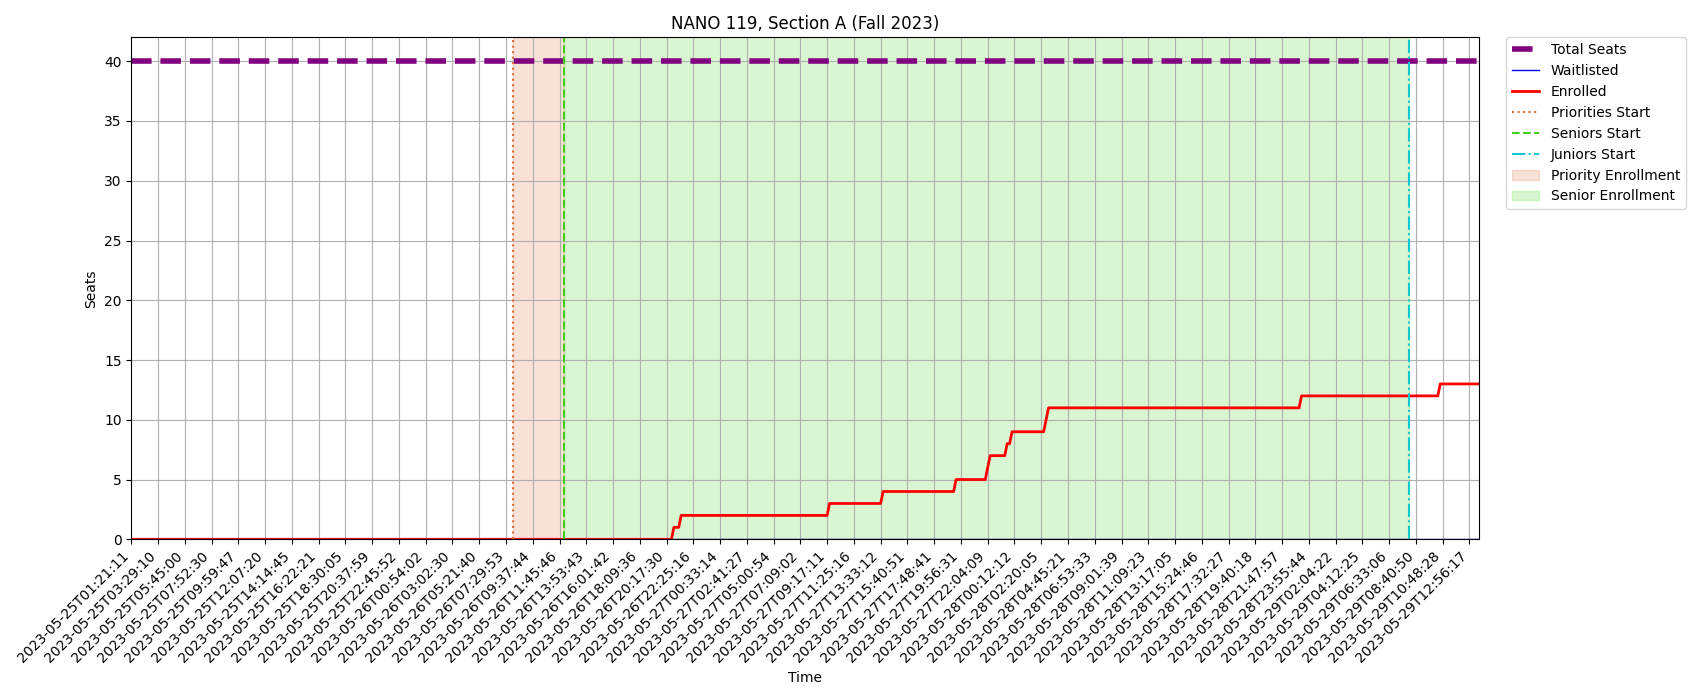 NANO 119, Section A (Fall 2023)
Total Seats
Waitlisted
Enrolled
Priorities Start
Seniors Start
Juniors Start
Priority Enrollment
Senior Enrollment
Seats
40
35
30
25
20
15
10
5
0
2023-05-25T01:21:11
2023-05-25T03:29:10
2023-05-25T05:45:00
2023-05-25T07:52:30
2023-05-25T09:59:47
2023-05-25T12:07:20
2023-05-25T14:14:45
2023-05-25T16:22:21
2023-05-25T18:30:05
2023-05-25T20:37:59
2023-05-25T22:45:52
2023-05-26T00:54:02
2023-05-26T03:02:30
2023-05-26T05:21:40
2023-05-26T07:29:53
2023-05-26T09:37:44
2023-05-26T11:45:46
2023-05-26T13:53:43
2023-05-26T16:01:42
2023-05-26T18:09:36
2023-05-26T20:17:30
2023-05-26T22:25:16
2023-05-27T00:33:14
2023-05-27T02:41:27
2023-05-27T05:00:54
2023-05-27T07:09:02
2023-05-27T09:17:11
2023-05-27T11:25:16
2023-05-27T13:33:12
2023-05-27T15:40:51
2023-05-27T17:48:41
2023-05-27T19:56:31
2023-05-27T22:04:09
2023-05-28T00:12:12
2023-05-28T02:20:05
2023-05-28T04:45:21
2023-05-28T06:53:33
2023-05-28T09:01:39
2023-05-28T11:09:23
2023-05-28T13:17:05
2023-05-28T15:24:46
2023-05-28T17:32:27
2023-05-28T19:40:18
2023-05-28T21:47:57
2023-05-28T23:55:44
2023-05-29T02:04:22
2023-05-29T04:12:25
2023-05-29T06:33:06
2023-05-29T08:40:50
2023-05-29T10:48:28
2023-05-29T12:56:17
Time